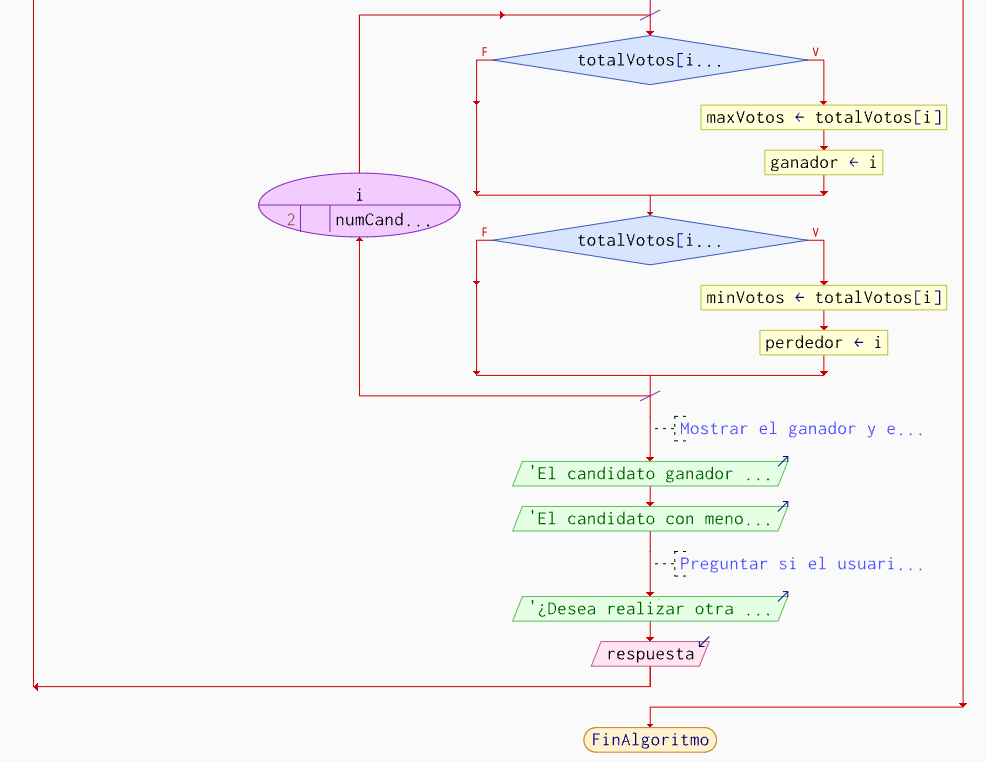 totalVotos[i...
F
V
maxVotos ← totalVotos[i]
ganador ← i
i
2
numCand...
totalVotos[i...
F
V
minVotos ← totalVotos[i]
perdedor ← i
Mostrar el ganador y e...
'El candidato ganador ...
'El candidato con meno...
Preguntar si el usuari...
'¿Desea realizar otra ...
respuesta
FinAlgoritmo